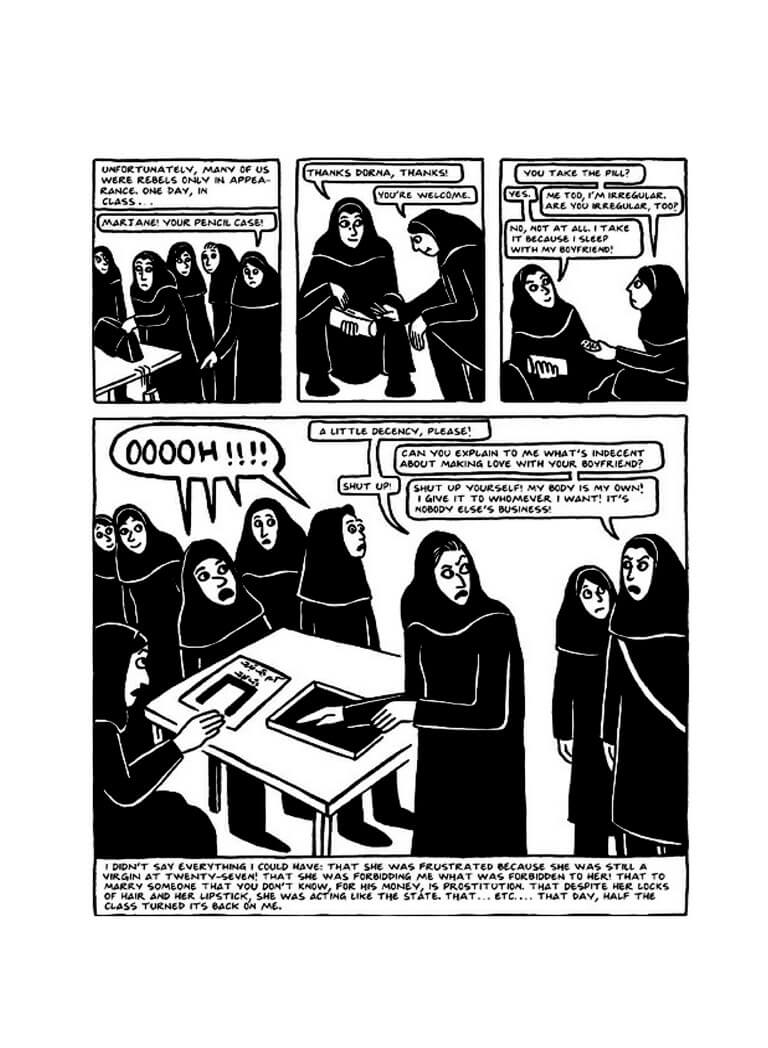 UNFORTUNATELY, MANY OF US
WERE REBELS ONLY IN APPEA-
RANCE. ONE DAY, IN
CLASS...
MARJANE! YOUR PENCIL CASE!
THANKS DORNA, THANKS!
YOU'RE WELCOME.
YOU TAKE THE PILL?
YES.
ME TOO, I'M IRREGULAR.
ARE YOU IRREGULAR, TOO?
NO, NOT AT ALL. I TAKE
IT BECAUSE I SLEEP
WITH MY BOYFRIEND!
OOOOH!!!!
A LITTLE DECENCY, PLEASE!
CAN YOU EXPLAIN TO ME WHAT'S INDECENT
ABOUT MAKING LOVE WITH YOUR BOYFRIEND?
SHUT UP!
SHUT UP YOURSELF! MY BODY IS MY OWN!
I GIVE IT TO WHOMEVER I WANT! IT'S
NOBODY ELSE'S BUSINESS!
I DIDN'T SAY EVERYTHING I COULD HAVE: THAT SHE WAS FRUSTRATED BECAUSE SHE WAS STILL A
VIRGIN AT TWENTY-SEVEN! THAT SHE WAS FORBIDDING ME WHAT WAS FORBIDDEN TO HER! THAT TO
MARRY SOMEONE THAT YOU DON'T KNOW, FOR HIS MONEY, IS PROSTITUTION. THAT DESPITE HER LOCKS
OF HAIR AND HER LIPSTICK, SHE WAS ACTING LIKE THE STATE. THAT... ETC.... THAT DAY, HALF THE
CLASS TURNED ITS BACK ON ME.